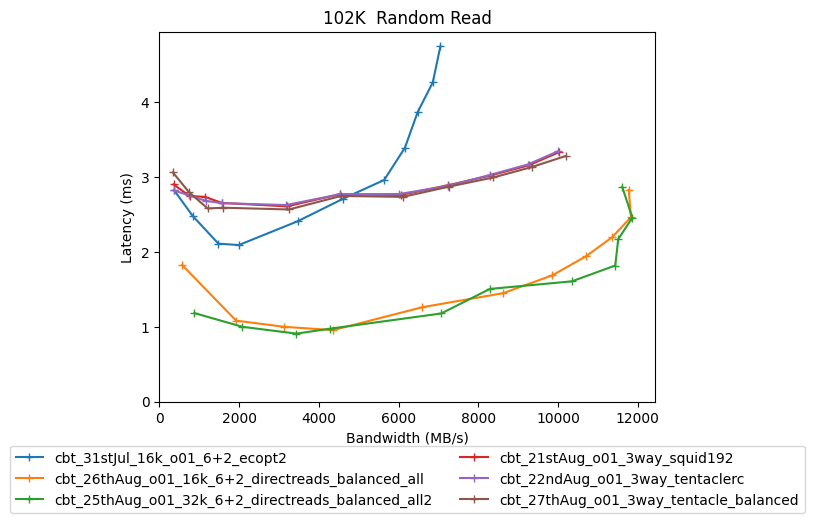 102K  Random Read
Latency (ms)
4
3
2
1
0
0 2000 4000 6000 8000 10000 12000
Bandwidth (MB/s)
cbt_31stJul_16k_o01_6+2_ecopt2
cbt_26thAug_o01_16k_6+2_directreads_balanced_all
cbt_25thAug_o01_32k_6+2_directreads_balanced_all2
cbt_21stAug_o01_3way_squid192
cbt_22ndAug_o01_3way_tentaclerc
cbt_27thAug_o01_3way_tentacle_balanced